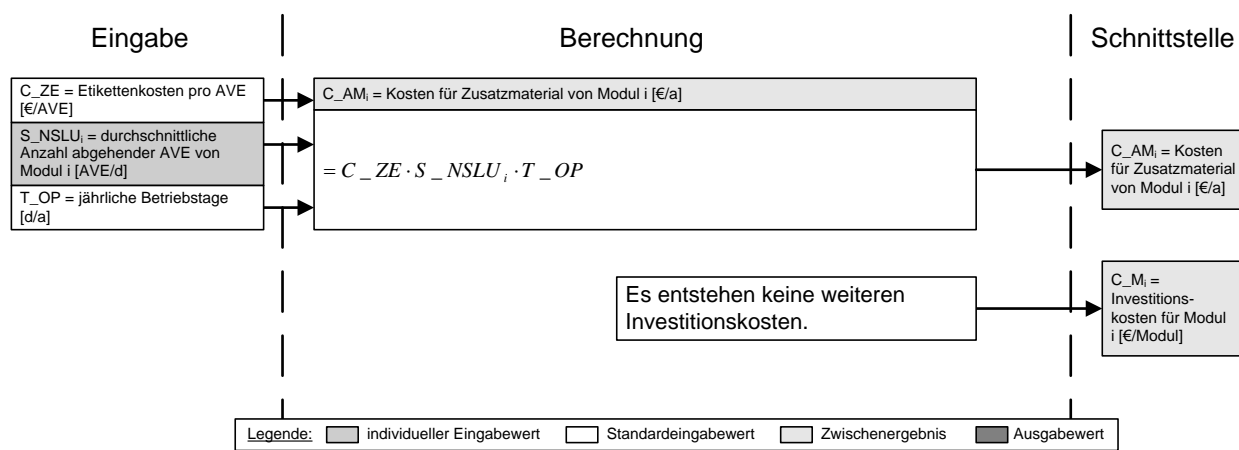 Eingabe
Berechnung
Schnittstelle
C_ZE = Etikettenkosten pro AVE
[€/AVE]
S_NSLUᵢ = durchschnittliche
Anzahl abgehender AVE von
Modul i [AVE/d]
T_OP = jährliche Betriebstage
[d/a]
C_AMᵢ = Kosten für Zusatzmaterial von Modul i [€/a]
= C_ZE · S_NSLUᵢ · T_OP
C_AMᵢ = Kosten
für Zusatzmaterial
von Modul i [€/a]
Es entstehen keine weiteren
Investitionskosten.
C_Mᵢ =
Investitions-
kosten für Modul
i [€/Modul]
Legende: individueller Eingabewert Standardeingabewert Zwischenergebnis Ausgabewert